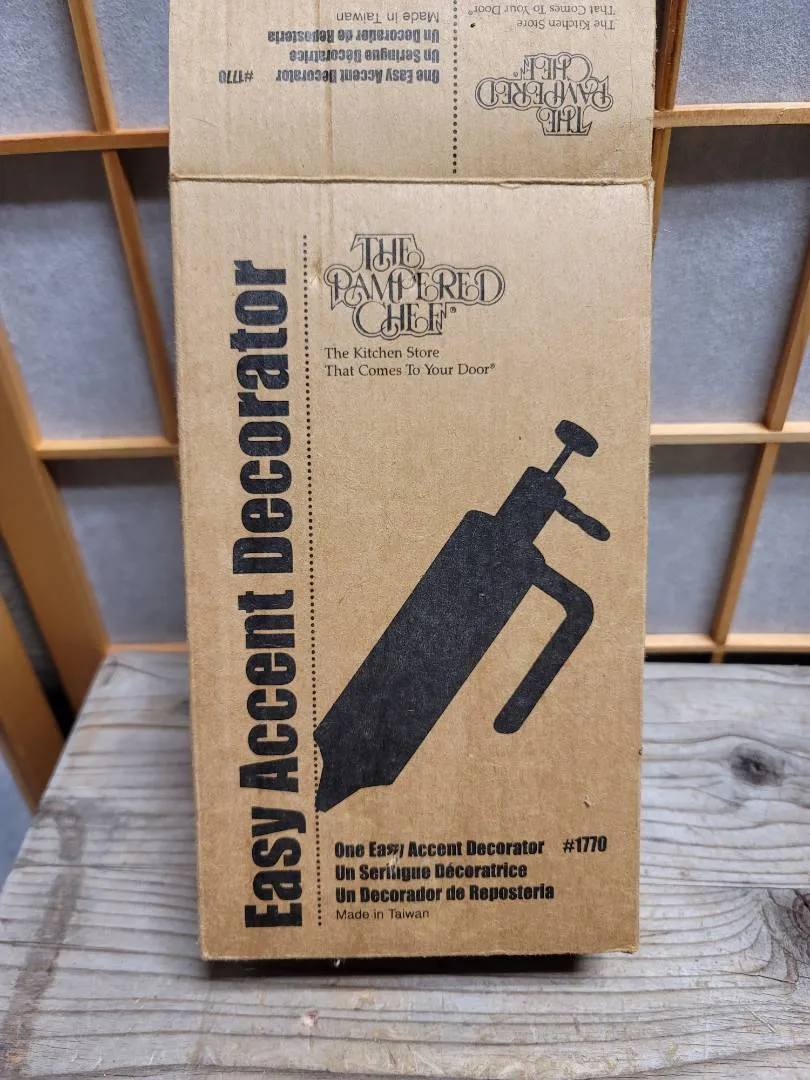 Made in Taiwan
Un Decorador de Reposteria
Un Seringue Décoratrice
One Easy Accent Decorator #1770
That Comes To Your Door®
The Kitchen Store
THE
PAMPERED
CHEF®
Easy Accent Decorator
THE
PAMPERED
CHEF®
The Kitchen Store
That Comes To Your Door®
One Easy Accent Decorator #1770
Un Seringue Décoratrice
Un Decorador de Reposteria
Made in Taiwan